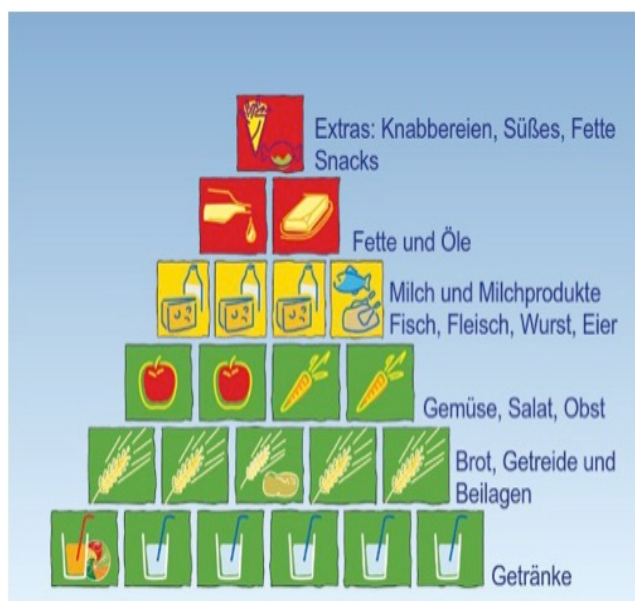 Extras: Knabbereien, Süßes, Fette
Snacks
Fette und Öle
Milch und Milchprodukte
Fisch, Fleisch, Wurst, Eier
Gemüse, Salat, Obst
Brot, Getreide und
Beilagen
Getränke